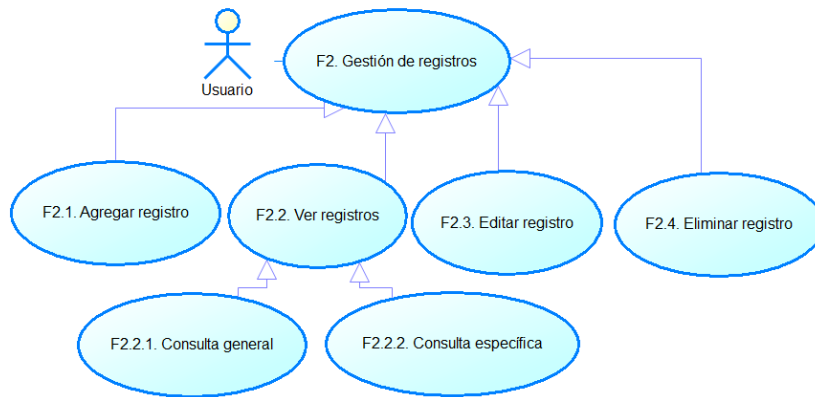 F2. Gestión de registros
Usuario
F2.1. Agregar registro
F2.2. Ver registros
F2.3. Editar registro
F2.4. Eliminar registro
F2.2.1. Consulta general
F2.2.2. Consulta específica